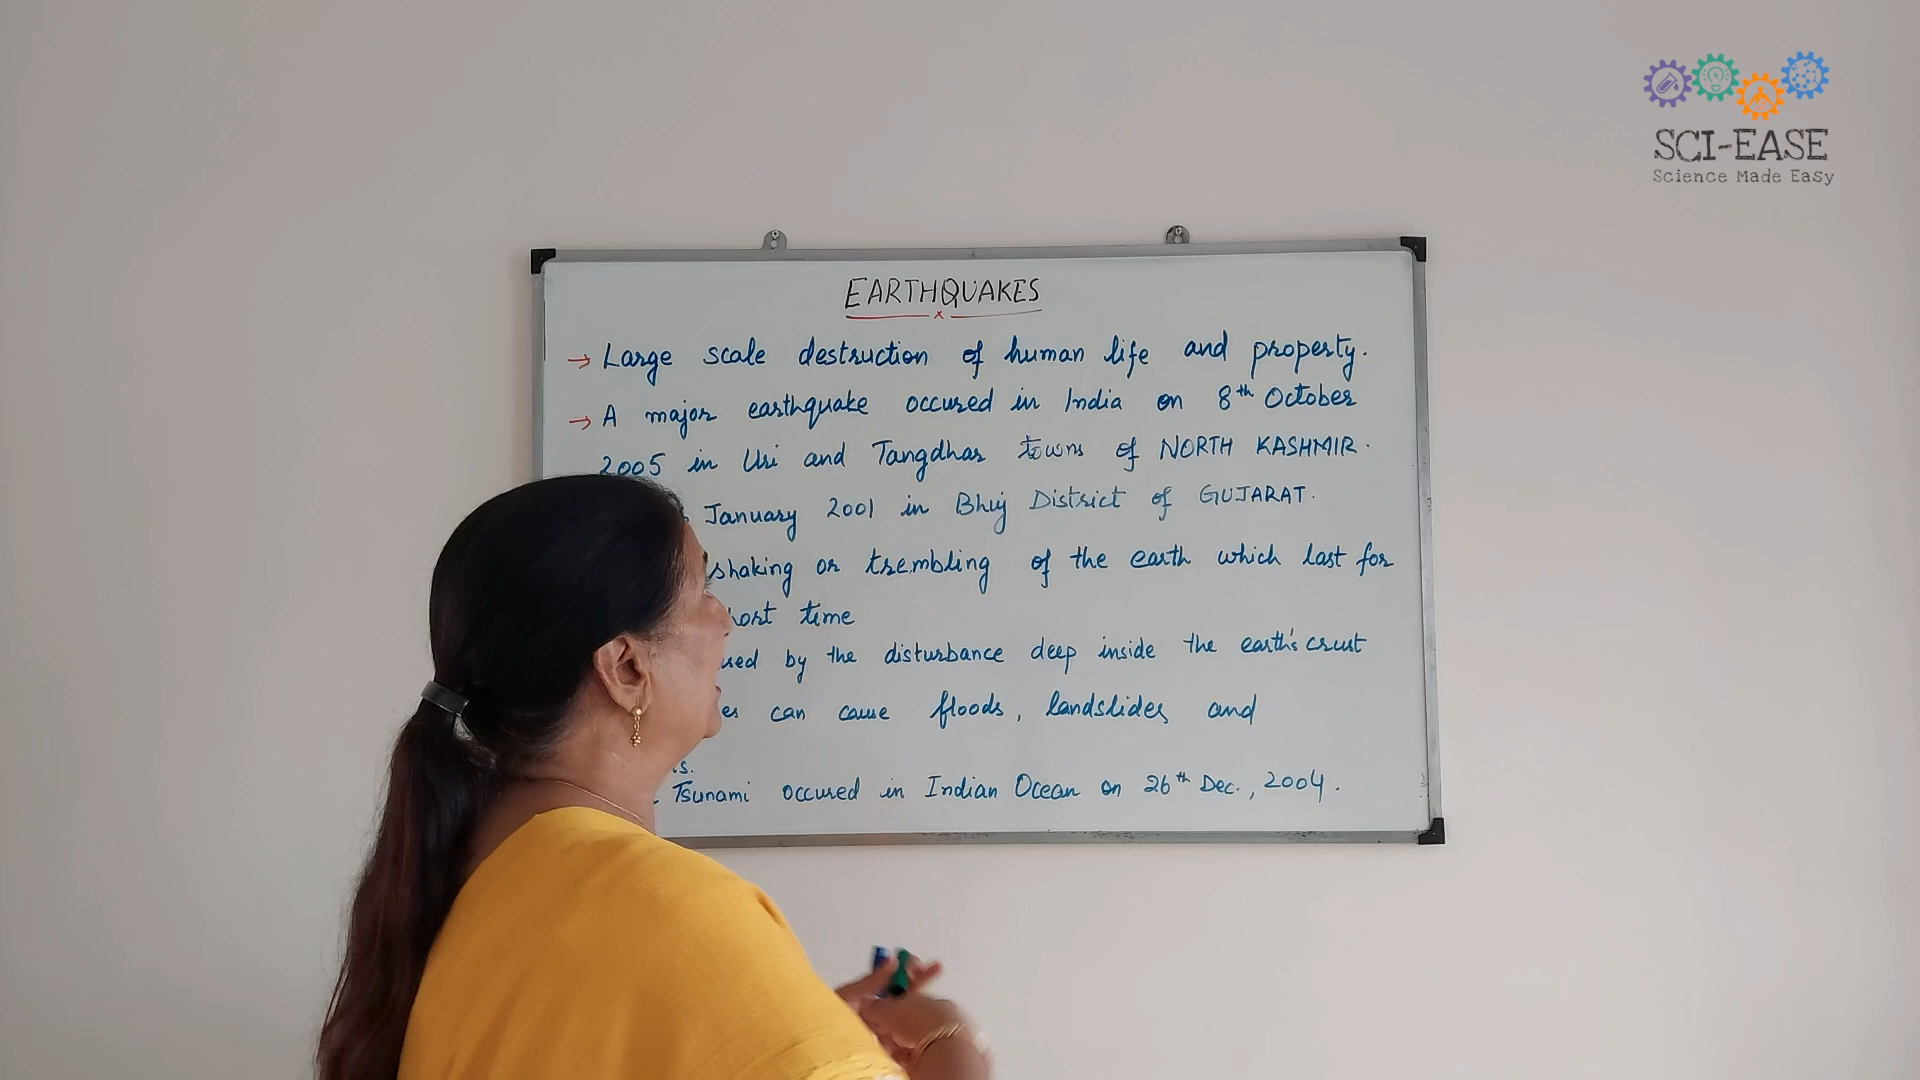 SCI-EASE
Science Made Easy
EARTHQUAKES
→ Large scale destruction of human life and property.
→ A major earthquake occured in India on 8th October
2005 in Uri and Tangdhar towns of NORTH KASHMIR.
January 2001 in Bhuj District of GUJARAT.
shaking or trembling of the earth which last for
time
by the disturbance deep inside the earth's crust
can cause floods, landslides and
Tsunami occured in Indian Ocean on 26th Dec., 2004.